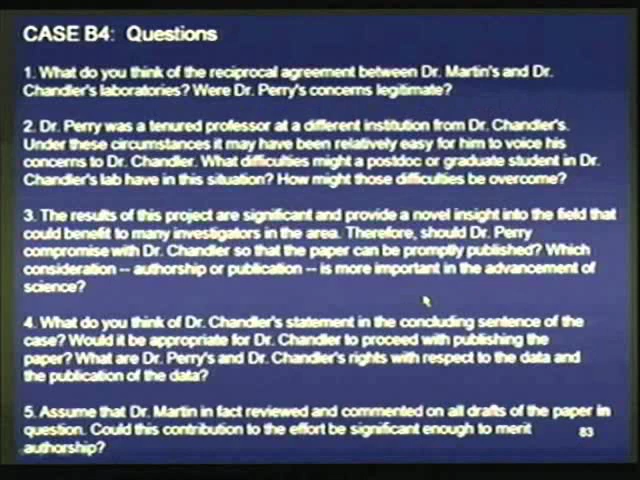 CASE B4: Questions
1. What do you think of the reciprocal agreement between Dr. Martin's and Dr.
Chandler's laboratories? Were Dr. Perry's concerns legitimate?
2. Dr. Perry was a tenured professor at a different institution from Dr. Chandler's.
Under these circumstances it may have been relatively easy for him to voice his
concerns to Dr. Chandler. What difficulties might a postdoc or graduate student in Dr.
Chandler's lab have in this situation? How might those difficulties be overcome?
3. The results of this project are significant and provide a novel insight into the field that
could benefit to many investigators in the area. Therefore, should Dr. Perry
compromise with Dr. Chandler so that the paper can be promptly published? Which
consideration -- authorship or publication -- is more important in the advancement of
science?
4. What do you think of Dr. Chandler's statement in the concluding sentence of the
case? Would it be appropriate for Dr. Chandler to proceed with publishing the
paper? What are Dr. Perry's and Dr. Chandler's rights with respect to the data and
the publication of the data?
5. Assume that Dr. Martin in fact reviewed and commented on all drafts of the paper in
question. Could this contribution to the effort be significant enough to merit
authorship?
83